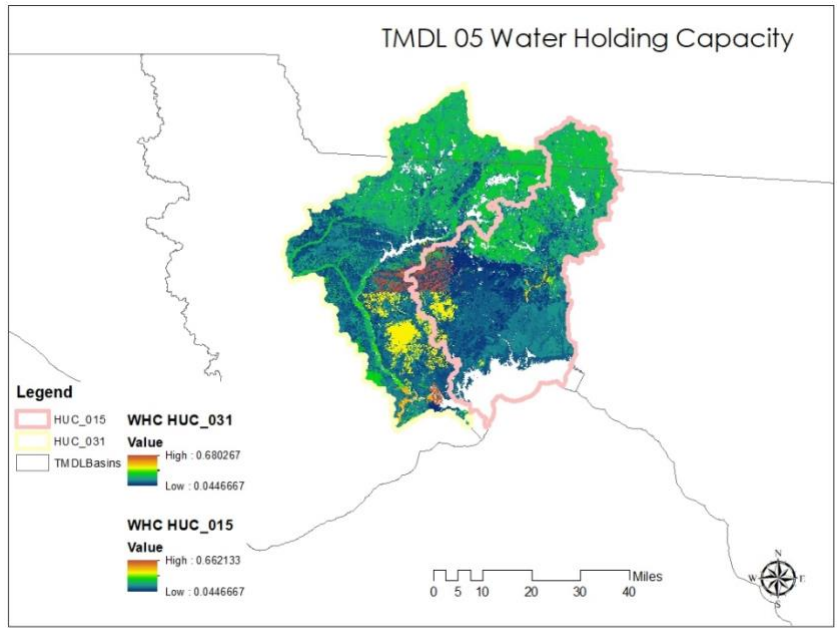 TMDL 05 Water Holding Capacity
Legend
HUC_015
HUC_031
TMDLBasins
WHC HUC_031
Value
High : 0.680267
Low : 0.0446667
WHC HUC_015
Value
High : 0.662133
Low : 0.0446667
Miles
0 5 10 20 30 40
N
W E
S